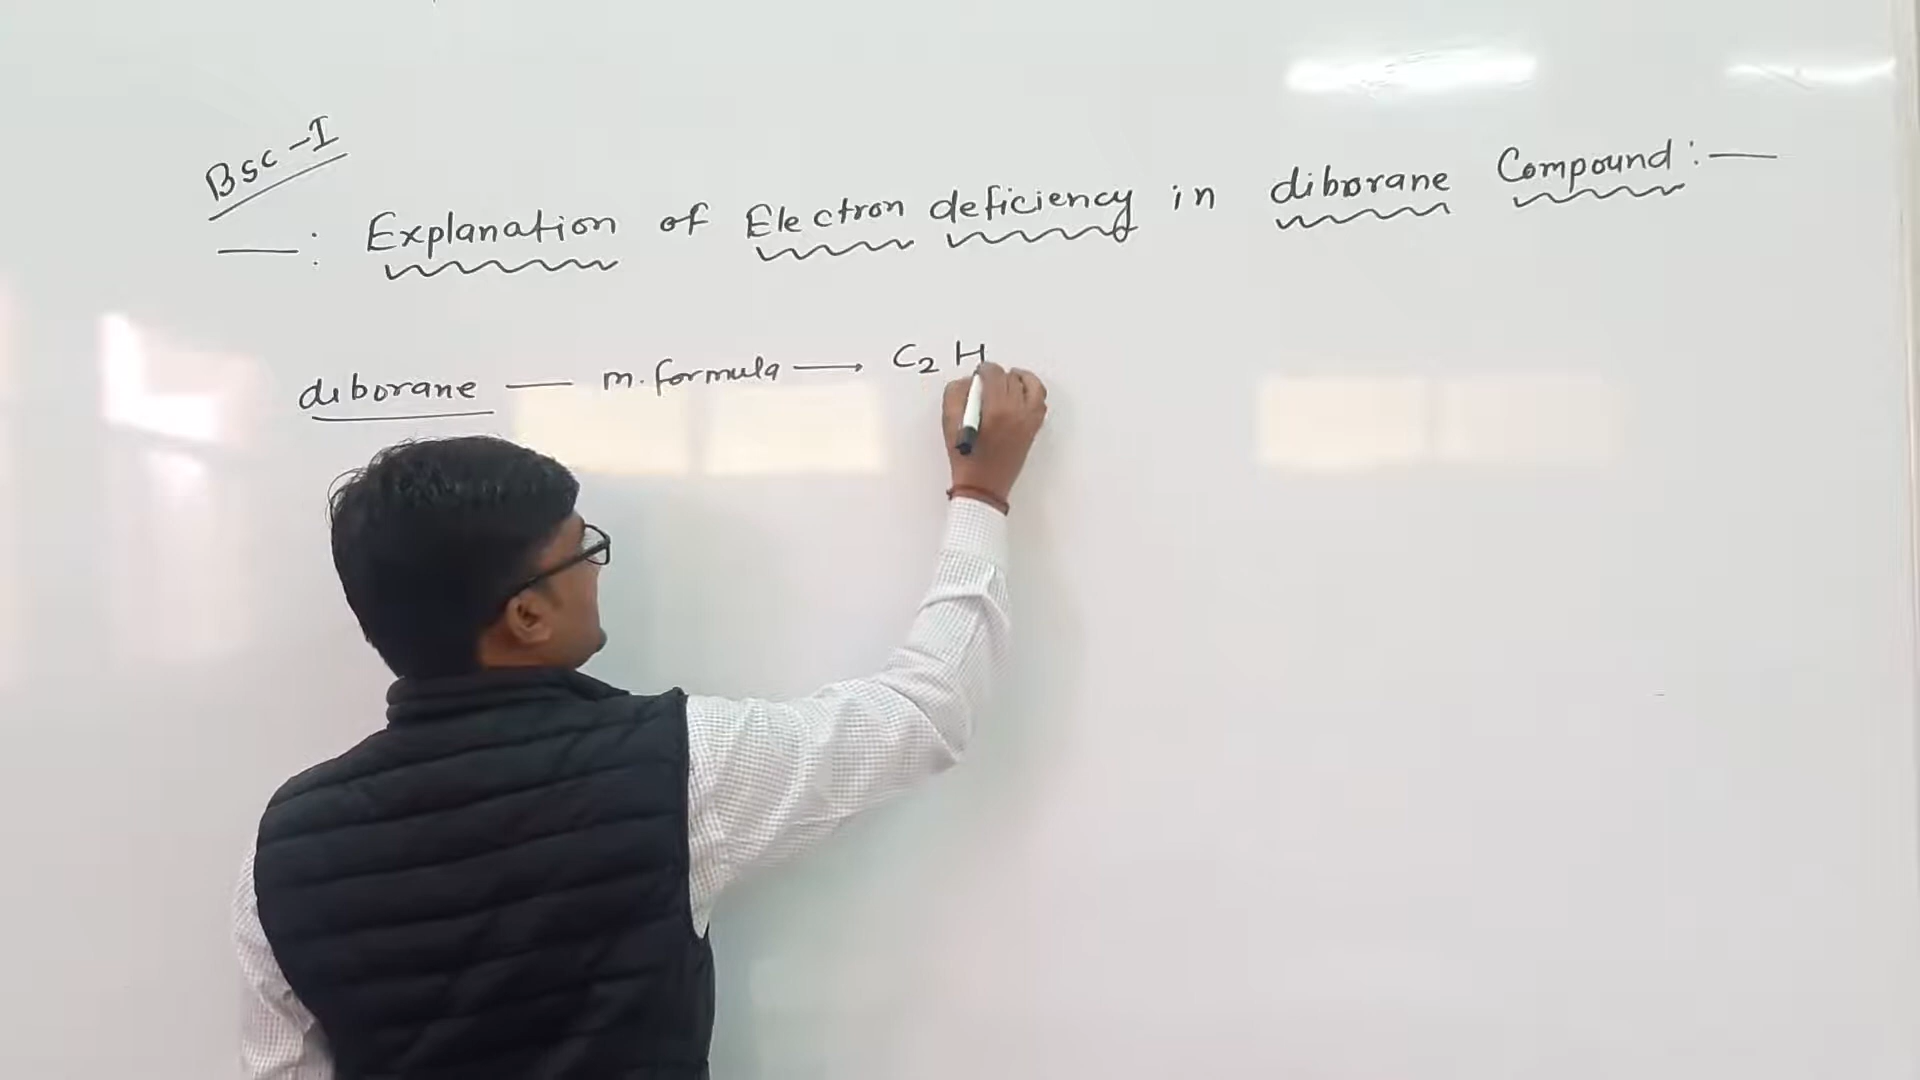 Bsc-I
—: Explanation of Electron deficiency in diborane Compound:—
diborane — m.formula → C2 H